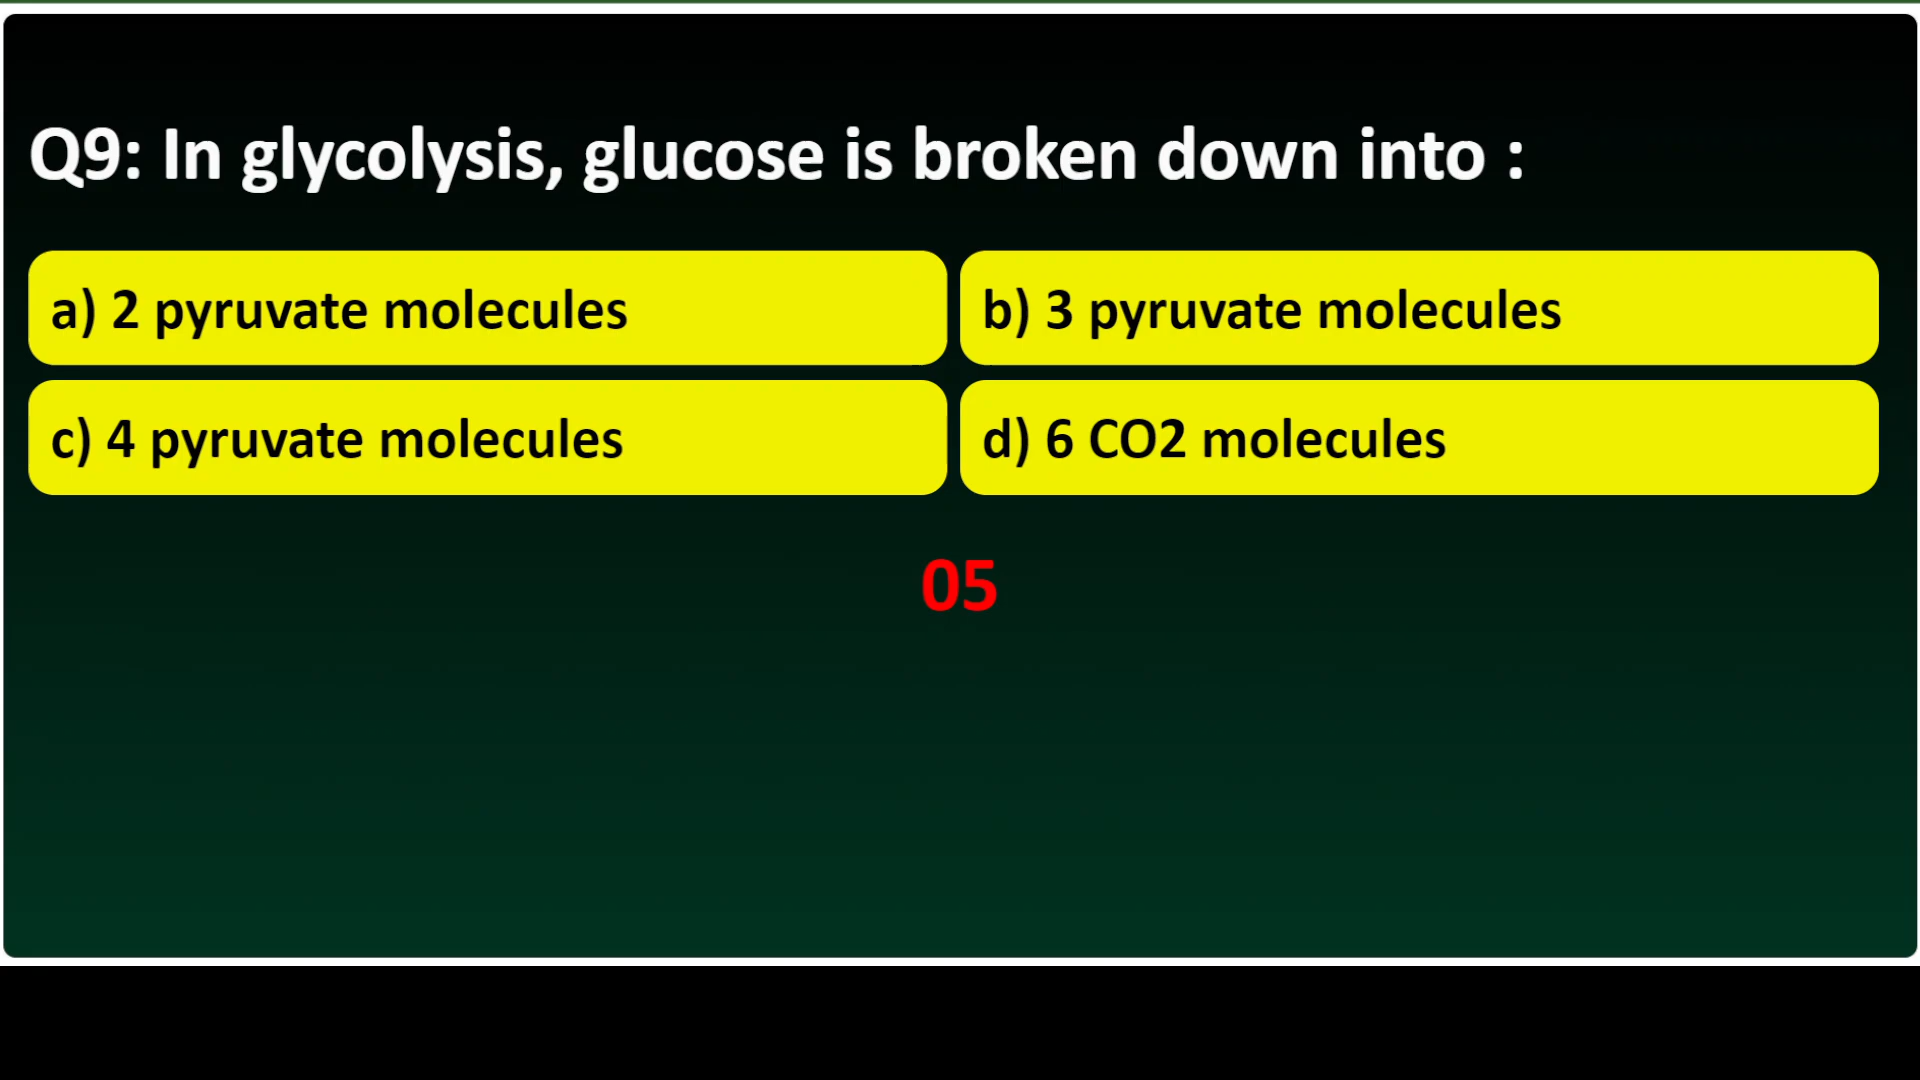 Q9: In glycolysis, glucose is broken down into :
a) 2 pyruvate molecules
b) 3 pyruvate molecules
c) 4 pyruvate molecules
d) 6 CO2 molecules
05